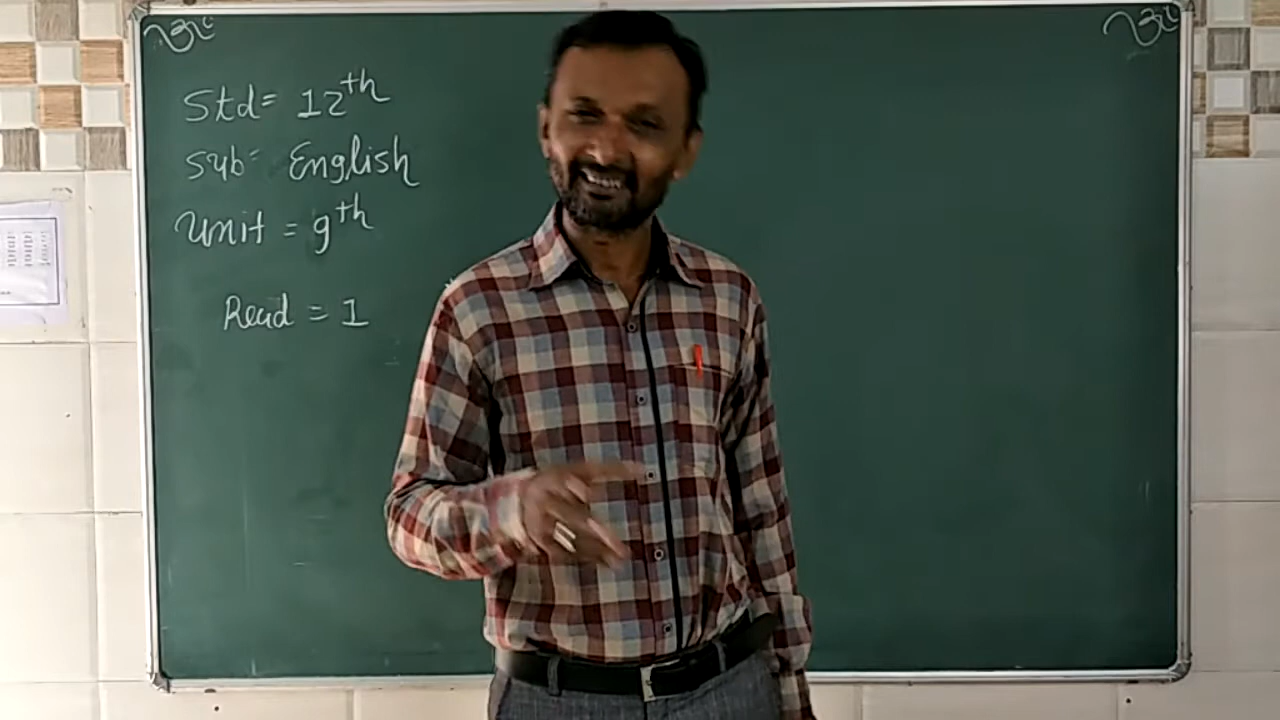 Std= 12th
Sub= English
Unit = 9th
Read = 1